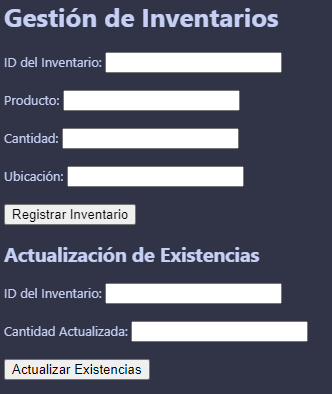 Gestión de Inventarios
ID del Inventario:
Producto:
Cantidad:
Ubicación:
Registrar Inventario
Actualización de Existencias
ID del Inventario:
Cantidad Actualizada:
Actualizar Existencias